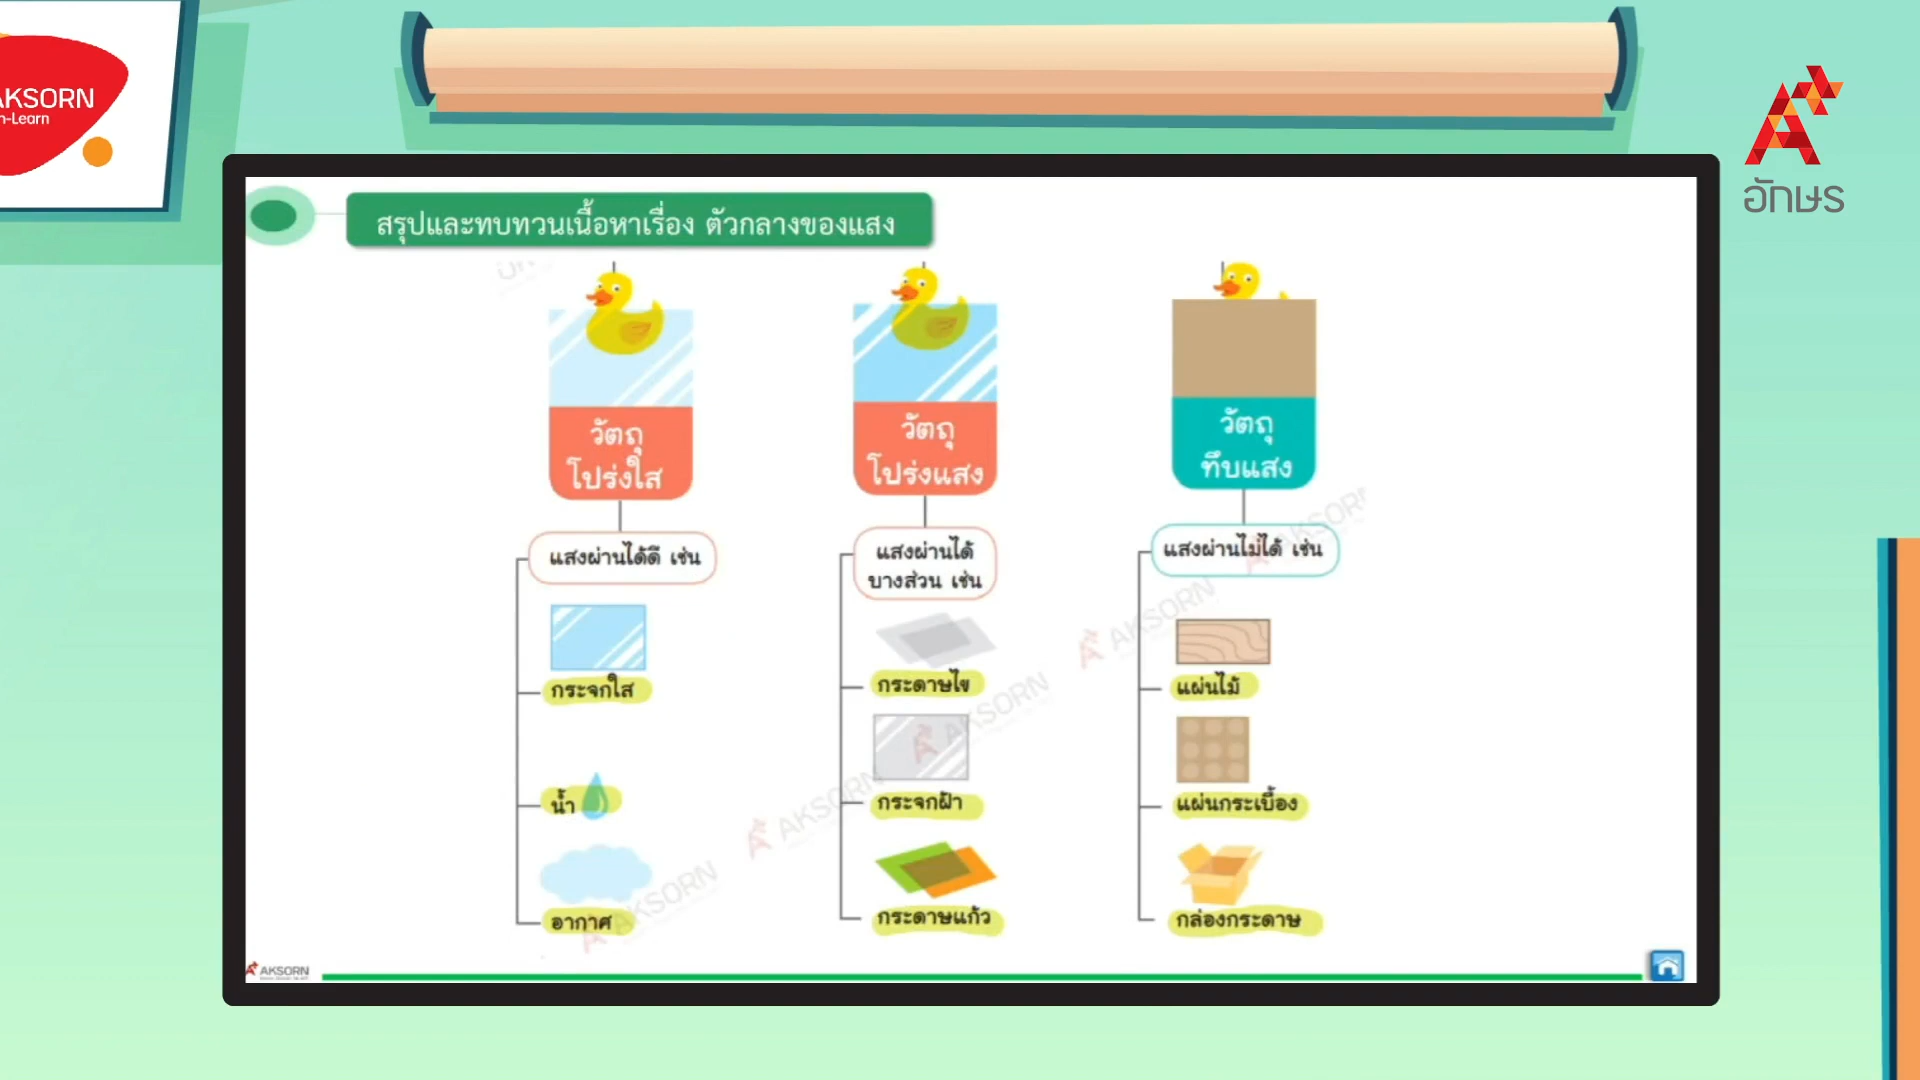 AKSORN
n-Learn
อักษร
สรุปและทบทวนเนื้อหาเรื่อง ตัวกลางของแสง
วัตถุ
โปร่งใส
แสงผ่านได้ดี เช่น
กระจกใส
น้ำ
อากาศ
วัตถุ
โปร่งแสง
แสงผ่านได้
บางส่วน เช่น
กระดาษไข
กระจกฝ้า
กระดาษแก้ว
วัตถุ
ทึบแสง
แสงผ่านไม่ได้ เช่น
แผ่นไม้
แผ่นกระเบื้อง
กล่องกระดาษ
AKSORN
AKSORN
AKSORN
AKSORN
AKSORN